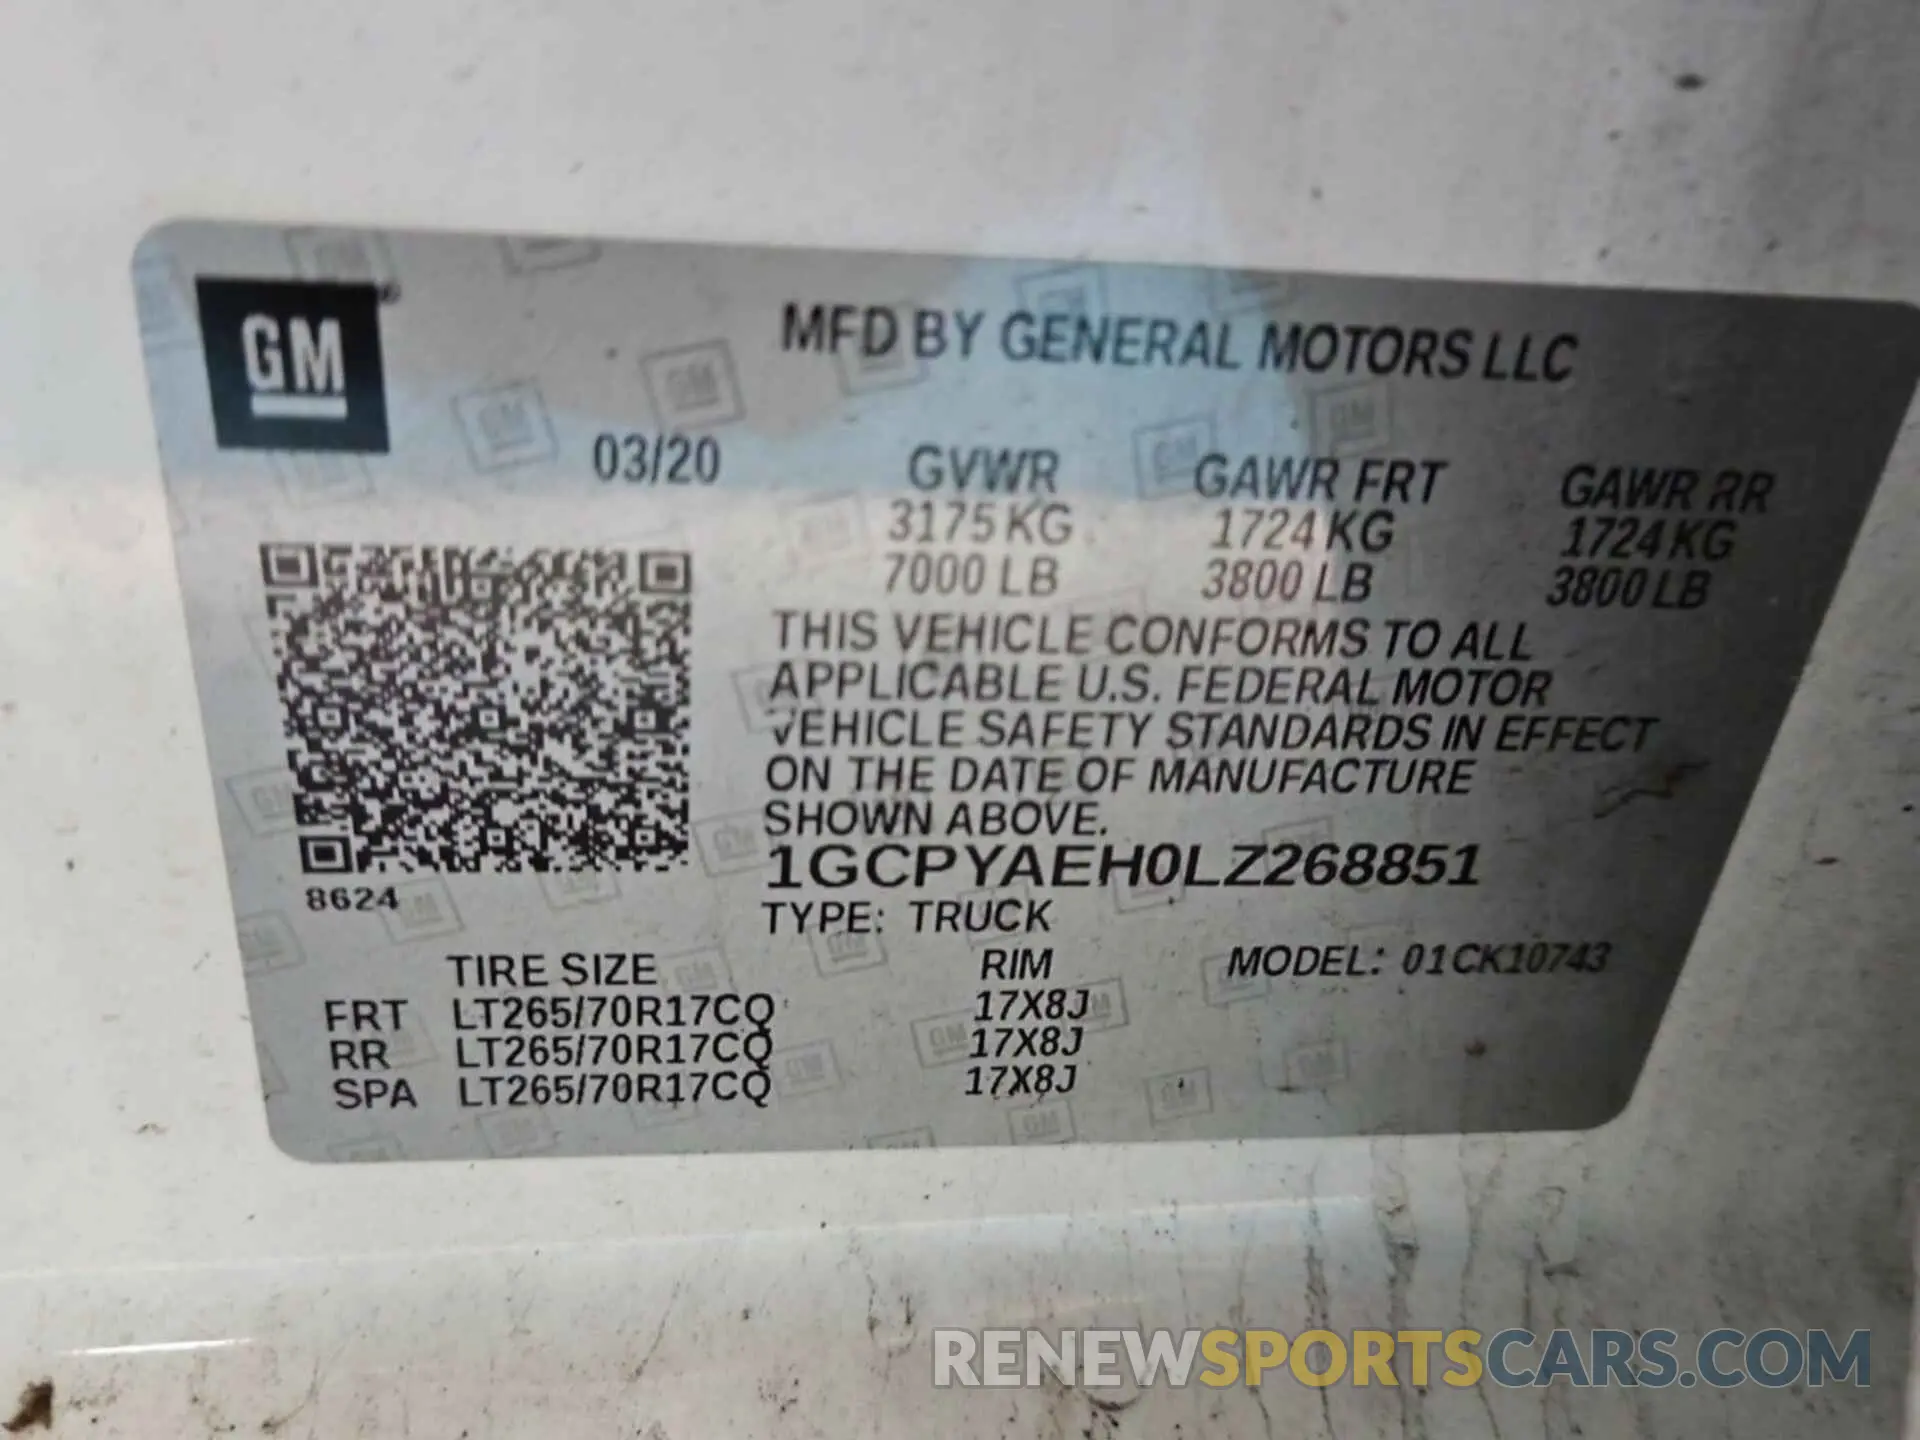 GM
MFD BY GENERAL MOTORS LLC
03/20 GVWR GAWR FRT GAWR RR
3175 KG 1724 KG 1724 KG
7000 LB 3800 LB 3800 LB
THIS VEHICLE CONFORMS TO ALL
APPLICABLE U.S. FEDERAL MOTOR
VEHICLE SAFETY STANDARDS IN EFFECT
ON THE DATE OF MANUFACTURE
SHOWN ABOVE.
1GCPYAEH0LZ268851
8624
TYPE: TRUCK
TIRE SIZE RIM MODEL: 01CK10743
FRT LT265/70R17CQ 17X8J
RR LT265/70R17CQ 17X8J
SPA LT265/70R17CQ 17X8J
RENEWSPORTSCARS.COM